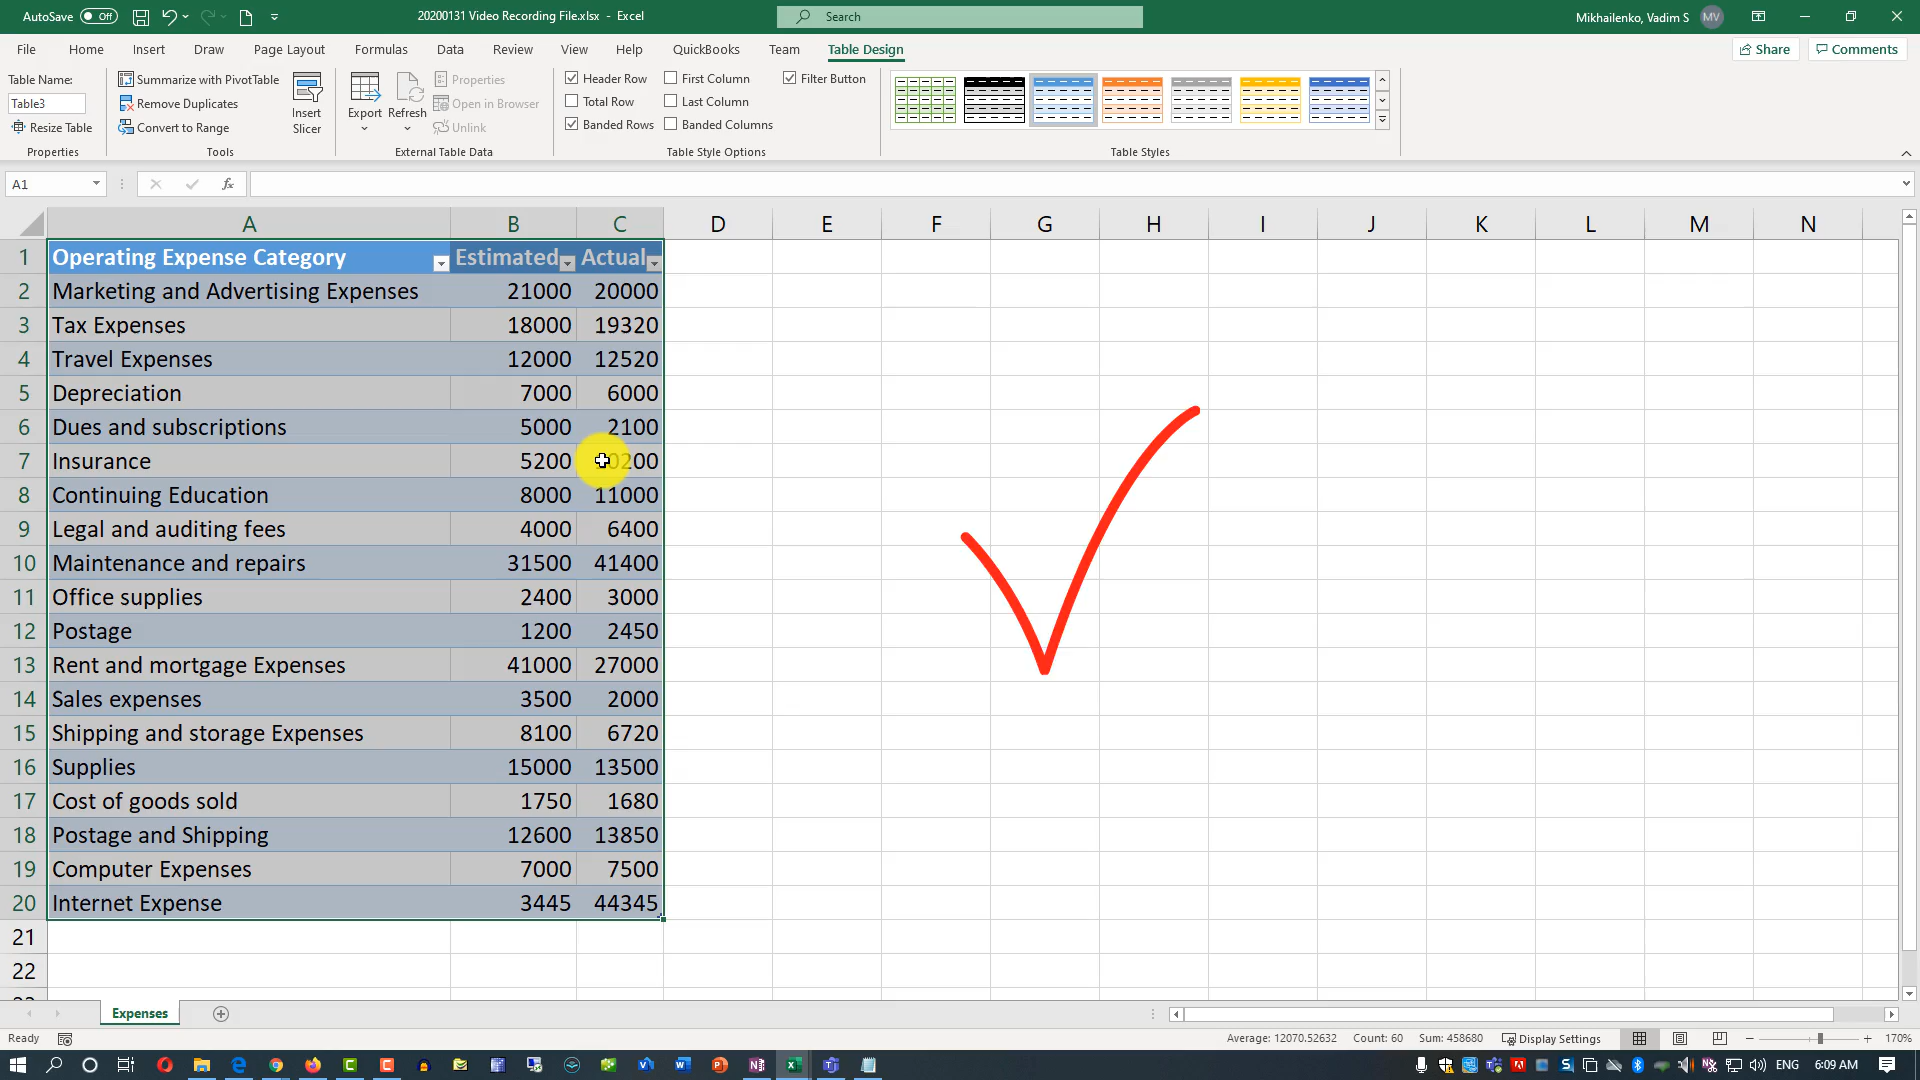 AutoSave Off
20200131 Video Recording File.xlsx - Excel
Search
Mikhailenko, Vadim S MV
File Home Insert Draw Page Layout Formulas Data Review View Help QuickBooks Team Table Design Share Comments
Table Name:
Table3
Resize Table
Properties
Summarize with PivotTable
Remove Duplicates
Convert to Range
Tools
Insert
Slicer
Export
Refresh
Properties
Open in Browser
Unlink
External Table Data
Header Row First Column Filter Button
Total Row Last Column
Banded Rows Banded Columns
Table Style Options
Table Styles
A1 fx
A B C D E F G H I J K L M N
1 Operating Expense Category Estimated Actual
2 Marketing and Advertising Expenses 21000 20000
3 Tax Expenses 18000 19320
4 Travel Expenses 12000 12520
5 Depreciation 7000 6000
6 Dues and subscriptions 5000 2100
7 Insurance 5200
8 Continuing Education 8000 11000
9 Legal and auditing fees 4000 6400
10 Maintenance and repairs 31500 41400
11 Office supplies 2400 3000
12 Postage 1200 2450
13 Rent and mortgage Expenses 41000 27000
14 Sales expenses 3500 2000
15 Shipping and storage Expenses 8100 6720
16 Supplies 15000 13500
17 Cost of goods sold 1750 1680
18 Postage and Shipping 12600 13850
19 Computer Expenses 7000 7500
20 Internet Expense 3445 44345
21
22
Expenses
Ready Average: 12070.52632 Count: 60 Sum: 458680 Display Settings 170%
ENG 6:09 AM